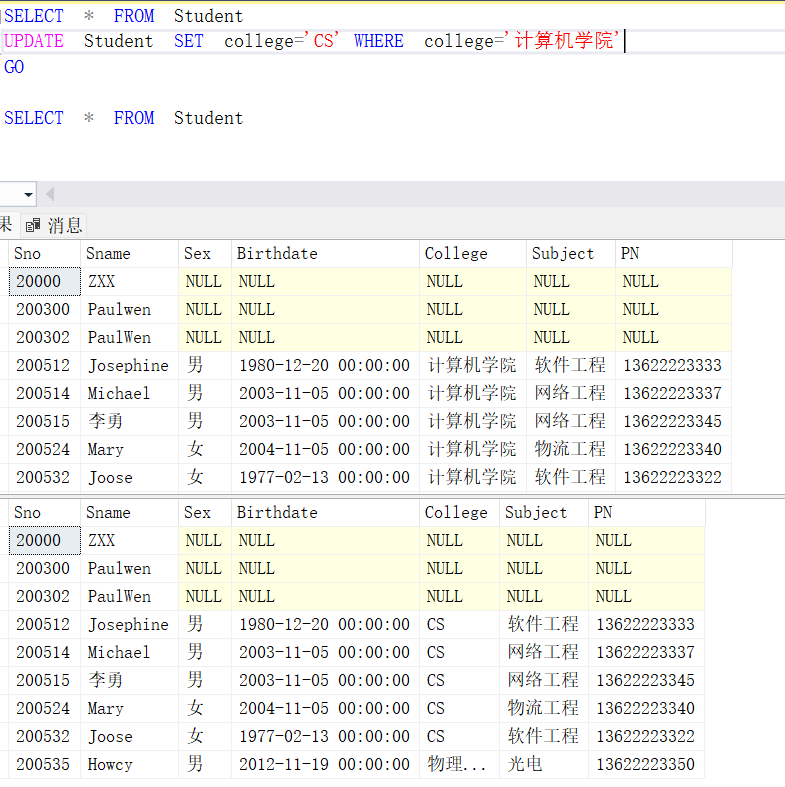 SELECT * FROM Student
UPDATE Student SET college='CS' WHERE college='计算机学院'
GO
SELECT * FROM Student
果 消息
Sno Sname Sex Birthdate College Subject PN
20000 ZXX NULL NULL NULL NULL NULL
200300 Paulwen NULL NULL NULL NULL NULL
200302 PaulWen NULL NULL NULL NULL NULL
200512 Josephine 男 1980-12-20 00:00:00 计算机学院 软件工程 13622223333
200514 Michael 男 2003-11-05 00:00:00 计算机学院 网络工程 13622223337
200515 李勇 男 2003-11-05 00:00:00 计算机学院 网络工程 13622223345
200524 Mary 女 2004-11-05 00:00:00 计算机学院 物流工程 13622223340
200532 Joose 女 1977-02-13 00:00:00 计算机学院 软件工程 13622223322
Sno Sname Sex Birthdate College Subject PN
20000 ZXX NULL NULL NULL NULL NULL
200300 Paulwen NULL NULL NULL NULL NULL
200302 PaulWen NULL NULL NULL NULL NULL
200512 Josephine 男 1980-12-20 00:00:00 CS 软件工程 13622223333
200514 Michael 男 2003-11-05 00:00:00 CS 网络工程 13622223337
200515 李勇 男 2003-11-05 00:00:00 CS 网络工程 13622223345
200524 Mary 女 2004-11-05 00:00:00 CS 物流工程 13622223340
200532 Joose 女 1977-02-13 00:00:00 CS 软件工程 13622223322
200535 Howcy 男 2012-11-19 00:00:00 物理... 光电 13622223350